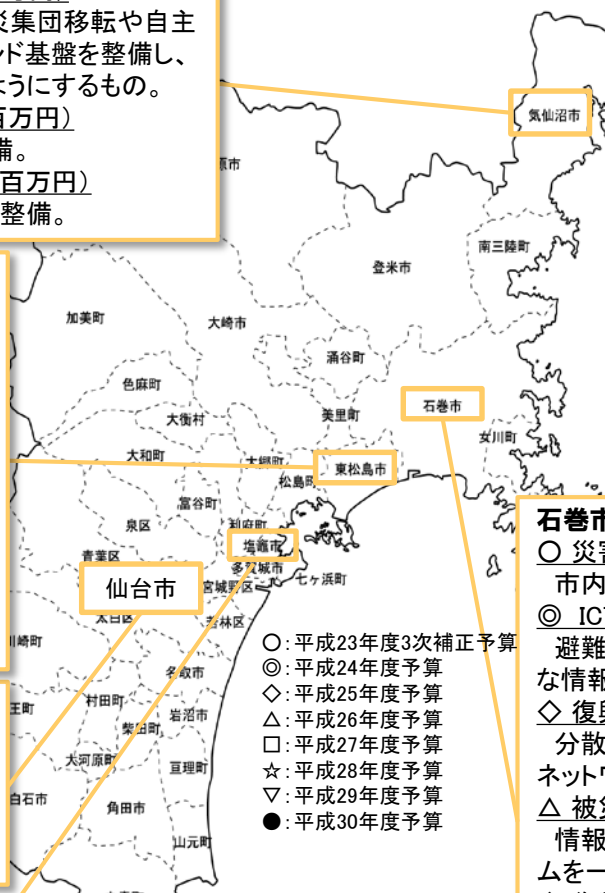 災集団移転や自主
ンド基盤を整備し、
ようにするもの。
百万円）
備。
百万円）
整備。
気仙沼市
原市
南三陸町
登米市
加美町
大崎市
涌谷町
色麻町
石巻市
大衡村
美里町
女川町
大和町
大郷町
東松島市
松島町
富谷町
泉区
利府町
塩竈市
青葉区
多賀城市
仙台市
宮城野区
七ヶ浜町
太白区
若林区
川崎町
名取市
王町
村田町
岩沼市
柴田町
大河原町
亘理町
白石市
角田市
山元町
○：平成23年度3次補正予算
◎：平成24年度予算
◇：平成25年度予算
△：平成26年度予算
□：平成27年度予算
☆：平成28年度予算
▽：平成29年度予算
●：平成30年度予算
石巻市
○ 災害
市内
◎ IC
避難
な情報
◇ 復興
分散
ネットワ
△ 被災
情報
ムを一